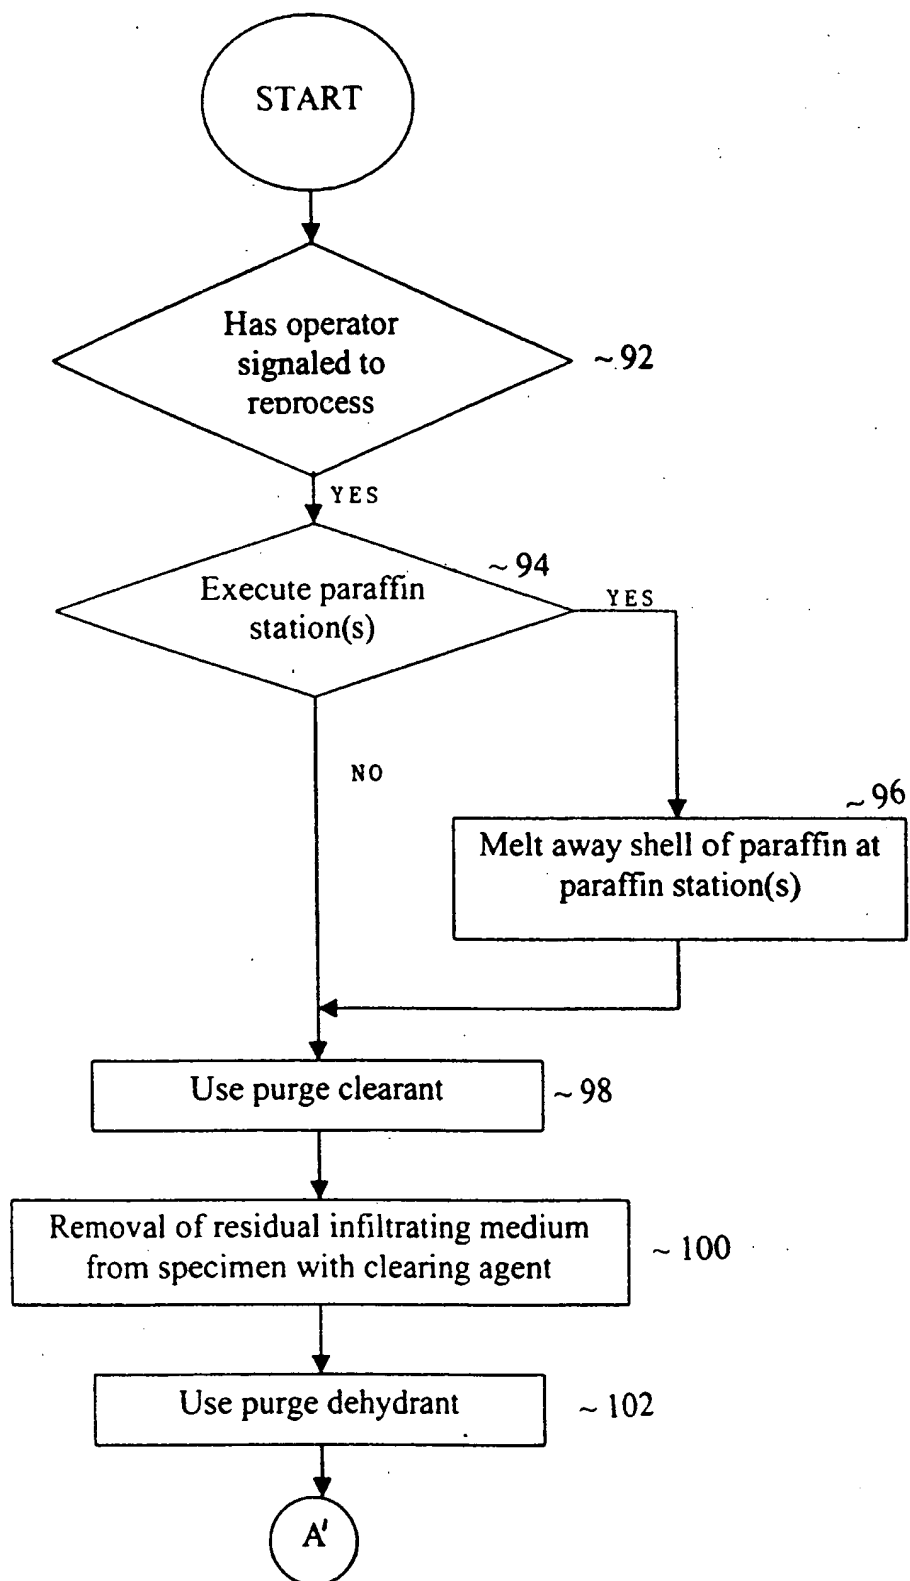 START
Has operator
signaled to
reprocess
~ 92
YES
~ 94
Execute paraffin
station(s)
YES
NO
~ 96
Melt away shell of paraffin at
paraffin station(s)
Use purge clearant
~ 98
Removal of residual infiltrating medium
from specimen with clearing agent
~ 100
Use purge dehydrant
~ 102
A'